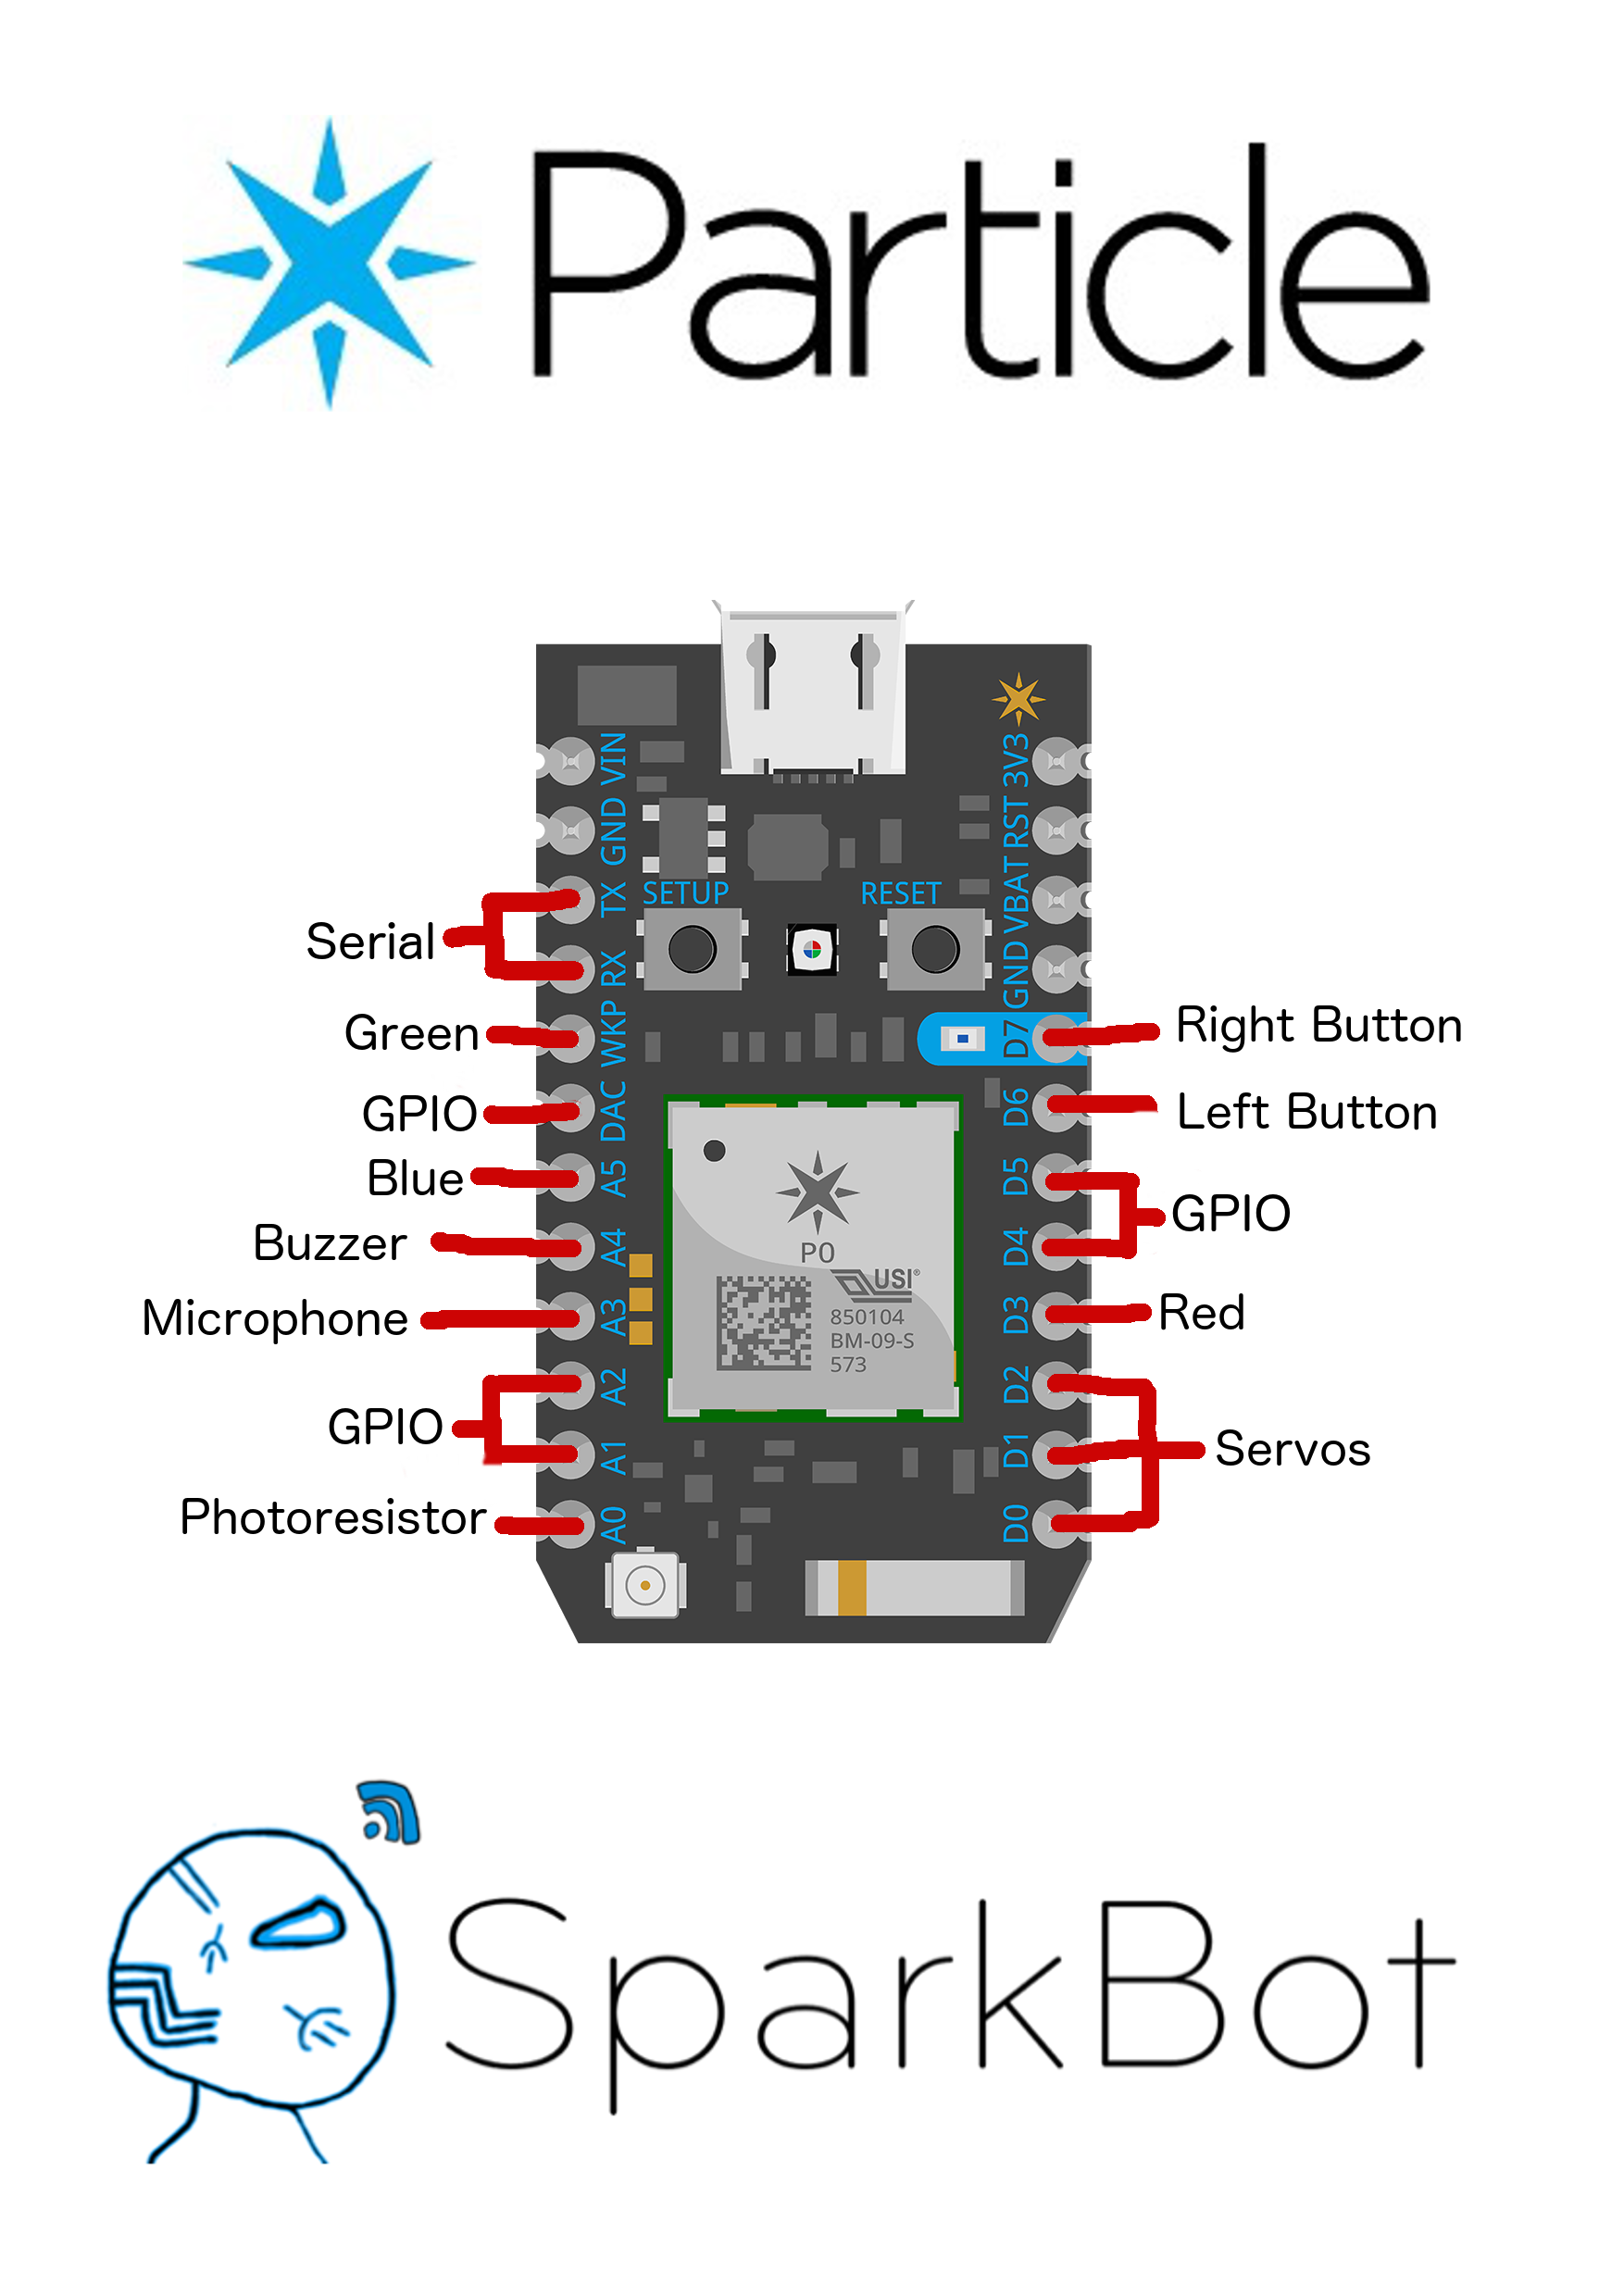 Particle
VIN
GND
TX
RX
WKP
DAC
A5
A4
A3
A2
A1
A0
3V3
RST
VBAT
GND
D7
D6
D5
D4
D3
D2
D1
D0
SETUP
RESET
Serial
Green
GPIO
Blue
Buzzer
Microphone
GPIO
Photoresistor
Right Button
Left Button
GPIO
Red
Servos
P0
USI®
850104
BM-09-S
573
SparkBot